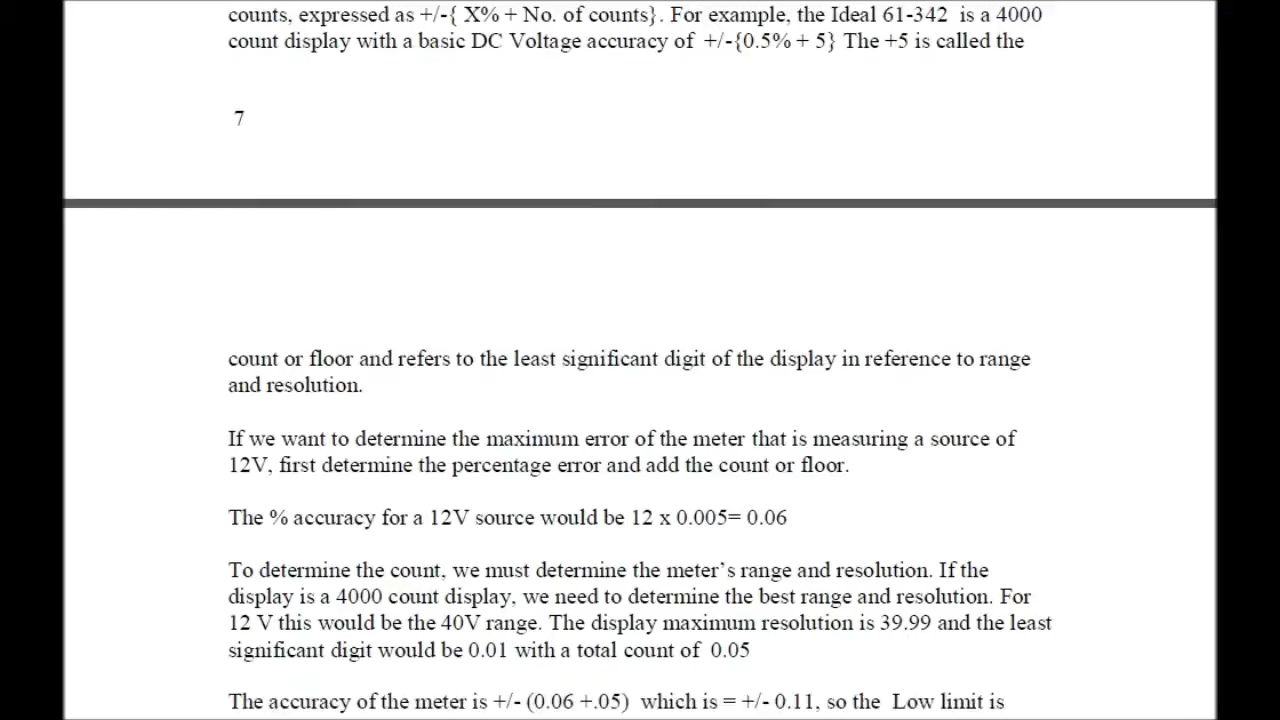 counts, expressed as +/-{ X% + No. of counts}. For example, the Ideal 61-342 is a 4000
count display with a basic DC Voltage accuracy of +/-{0.5% + 5} The +5 is called the
7
count or floor and refers to the least significant digit of the display in reference to range
and resolution.
If we want to determine the maximum error of the meter that is measuring a source of
12V, first determine the percentage error and add the count or floor.
The % accuracy for a 12V source would be 12 x 0.005= 0.06
To determine the count, we must determine the meter’s range and resolution. If the
display is a 4000 count display, we need to determine the best range and resolution. For
12 V this would be the 40V range. The display maximum resolution is 39.99 and the least
significant digit would be 0.01 with a total count of 0.05
The accuracy of the meter is +/- (0.06 +.05) which is = +/- 0.11, so the Low limit is